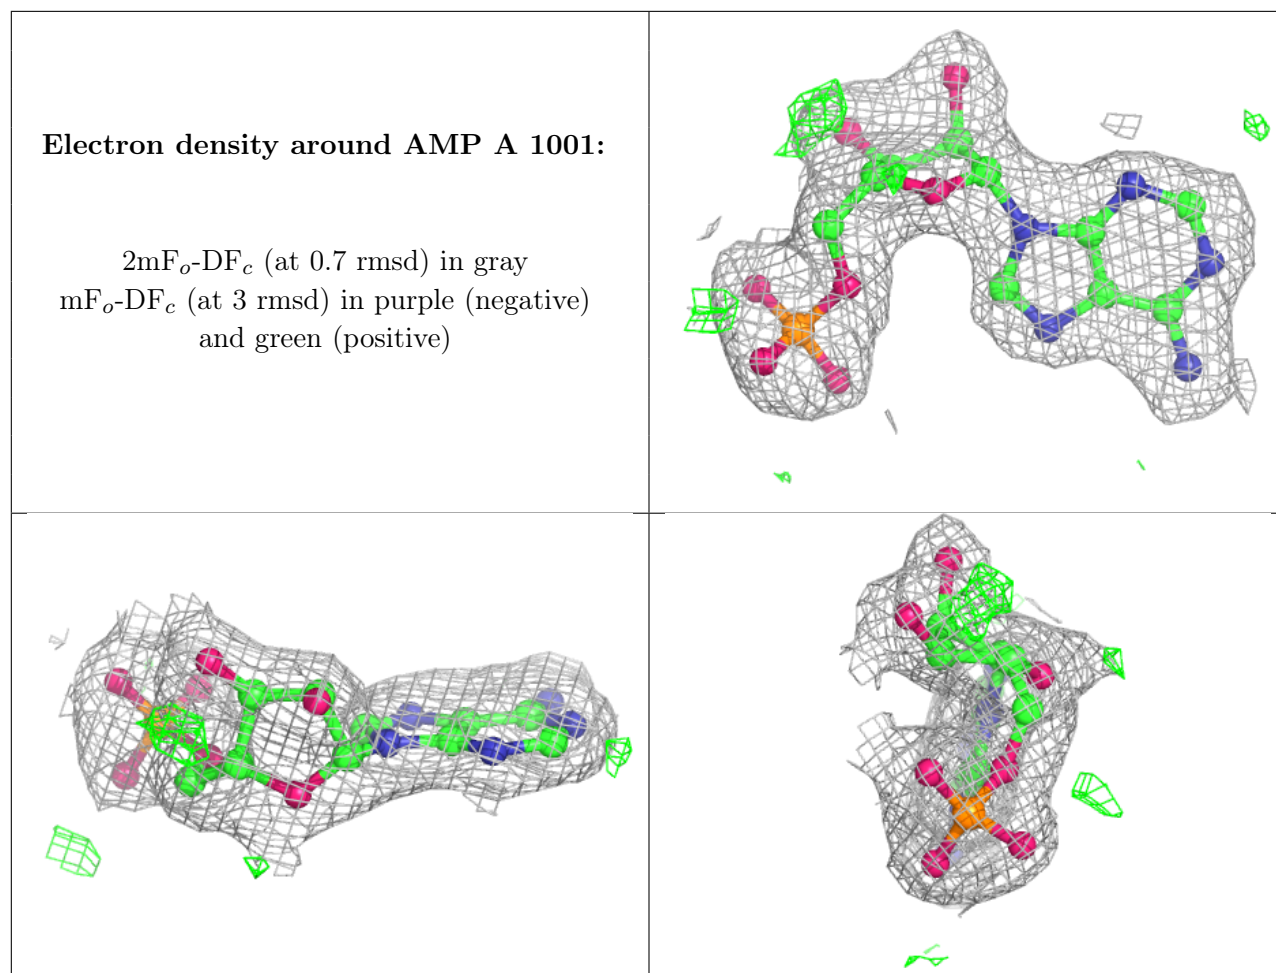 Electron density around AMP A 1001:
2mFo-DFc (at 0.7 rmsd) in gray
mFo-DFc (at 3 rmsd) in purple (negative)
and green (positive)